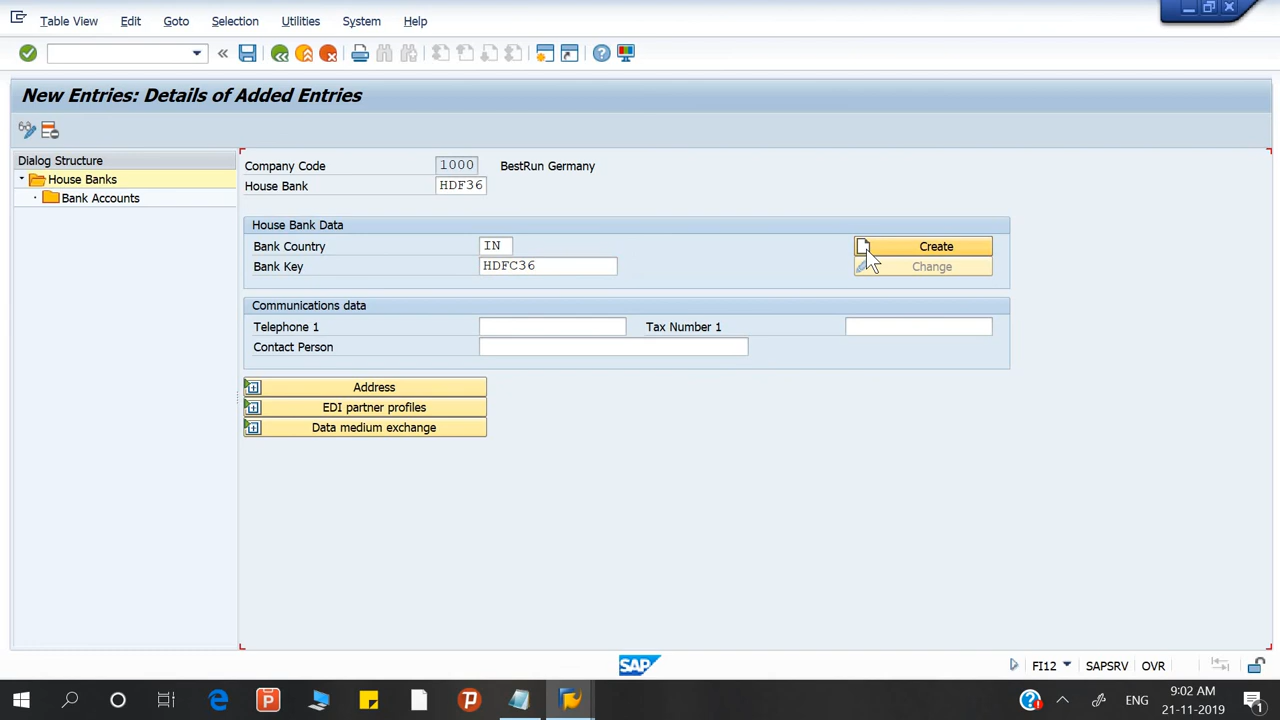 Table View Edit Goto Selection Utilities System Help
New Entries: Details of Added Entries
Dialog Structure
House Banks
Bank Accounts
Company Code 1000 BestRun Germany
House Bank HDF36
House Bank Data
Bank Country IN Create
Bank Key HDFC36 Change
Communications data
Telephone 1 Tax Number 1
Contact Person
Address
EDI partner profiles
Data medium exchange
SAP FI12 SAPSRV OVR
ENG 9:02 AM
21-11-2019